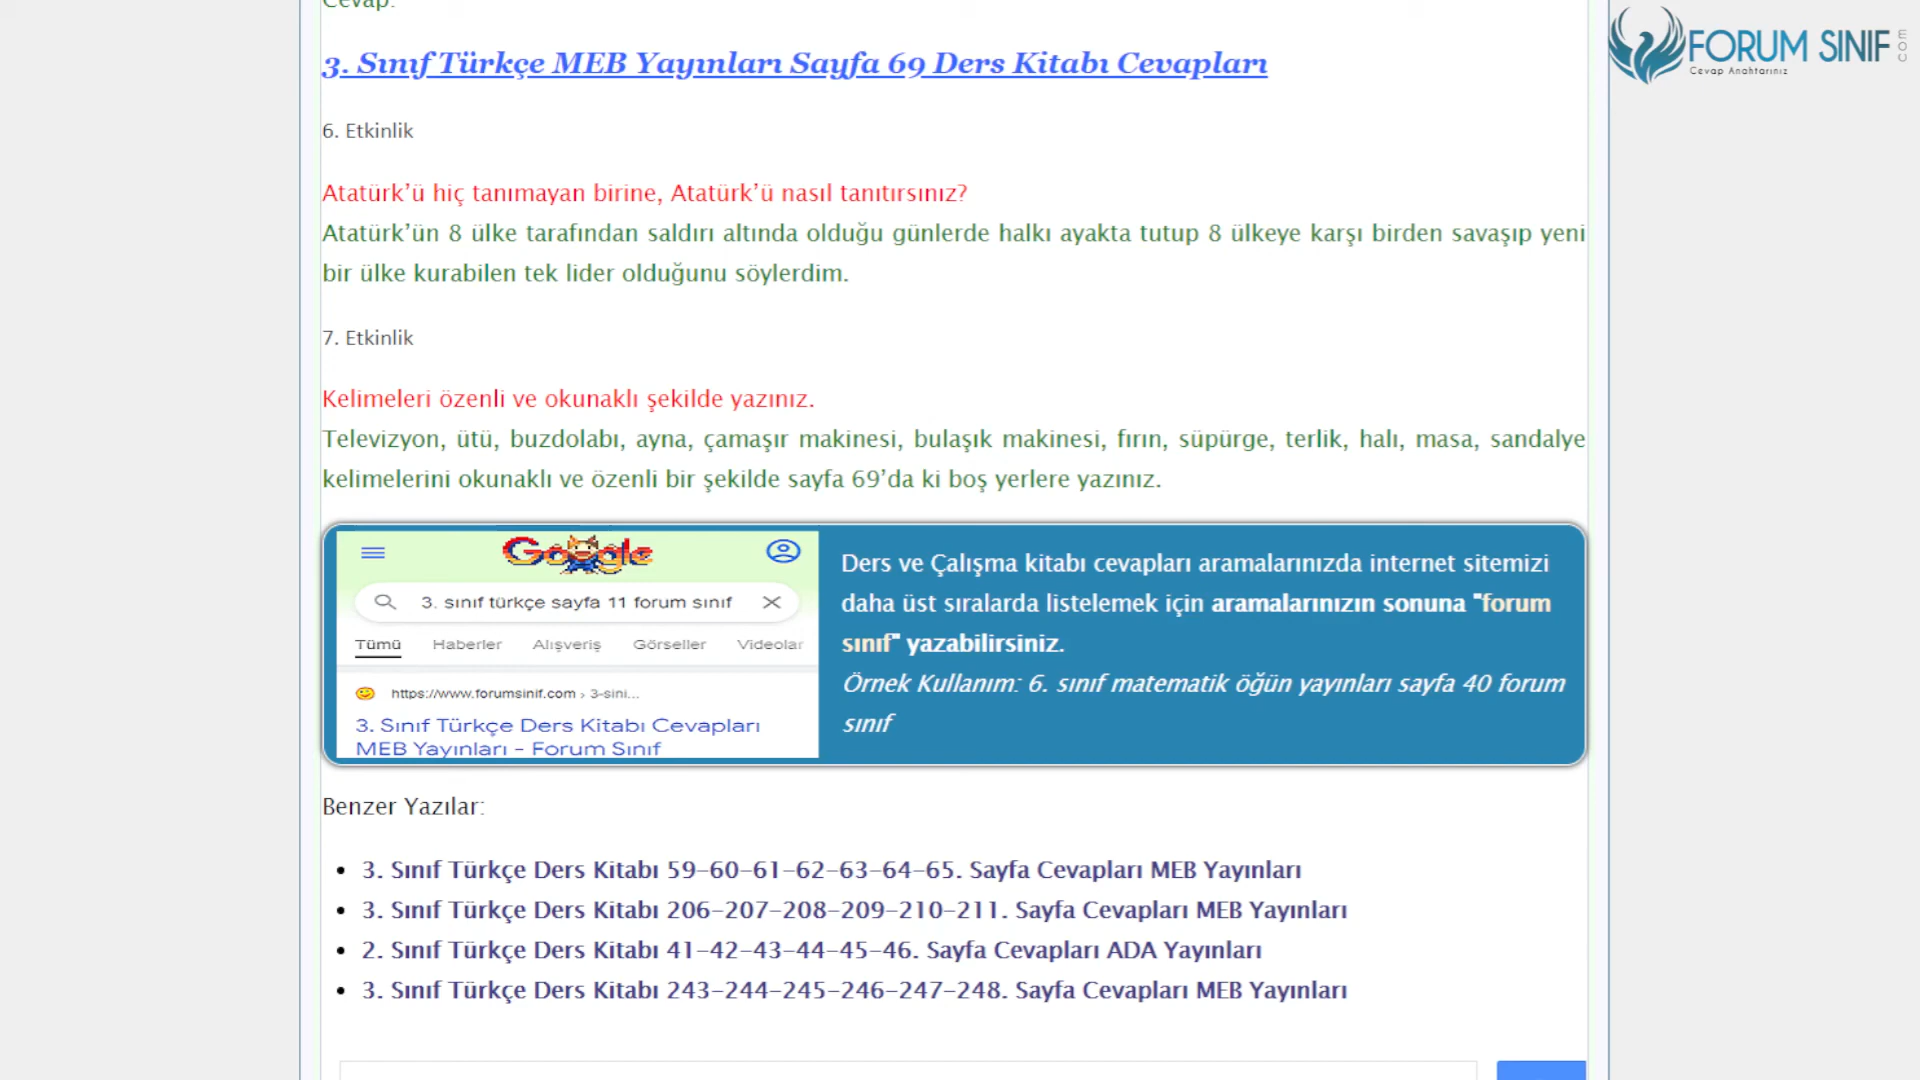 Cevap:
3. Sınıf Türkçe MEB Yayınları Sayfa 69 Ders Kitabı Cevapları
FORUM SINIF
com
Cevap Anahtarınız
6. Etkinlik
Atatürk’ü hiç tanımayan birine, Atatürk’ü nasıl tanıtırsınız?
Atatürk’ün 8 ülke tarafından saldırı altında olduğu günlerde halkı ayakta tutup 8 ülkeye karşı birden savaşıp yeni
bir ülke kurabilen tek lider olduğunu söylerdim.
7. Etkinlik
Kelimeleri özenli ve okunaklı şekilde yazınız.
Televizyon, ütü, buzdolabı, ayna, çamaşır makinesi, bulaşık makinesi, fırın, süpürge, terlik, halı, masa, sandalye
kelimelerini okunaklı ve özenli bir şekilde sayfa 69’da ki boş yerlere yazınız.
Google
3. sınıf türkçe sayfa 11 forum sınıf
Tümü Haberler Alışveriş Görseller Videolar
https://www.forumsinif.com › 3-sini...
3. Sınıf Türkçe Ders Kitabı Cevapları
MEB Yayınları - Forum Sınıf
Ders ve Çalışma kitabı cevapları aramalarınızda internet sitemizi
daha üst sıralarda listelemek için aramalarınızın sonuna "forum
sınıf" yazabilirsiniz.
Örnek Kullanım: 6. sınıf matematik öğün yayınları sayfa 40 forum
sınıf
Benzer Yazılar:
• 3. Sınıf Türkçe Ders Kitabı 59-60-61-62-63-64-65. Sayfa Cevapları MEB Yayınları
• 3. Sınıf Türkçe Ders Kitabı 206-207-208-209-210-211. Sayfa Cevapları MEB Yayınları
• 2. Sınıf Türkçe Ders Kitabı 41-42-43-44-45-46. Sayfa Cevapları ADA Yayınları
• 3. Sınıf Türkçe Ders Kitabı 243-244-245-246-247-248. Sayfa Cevapları MEB Yayınları